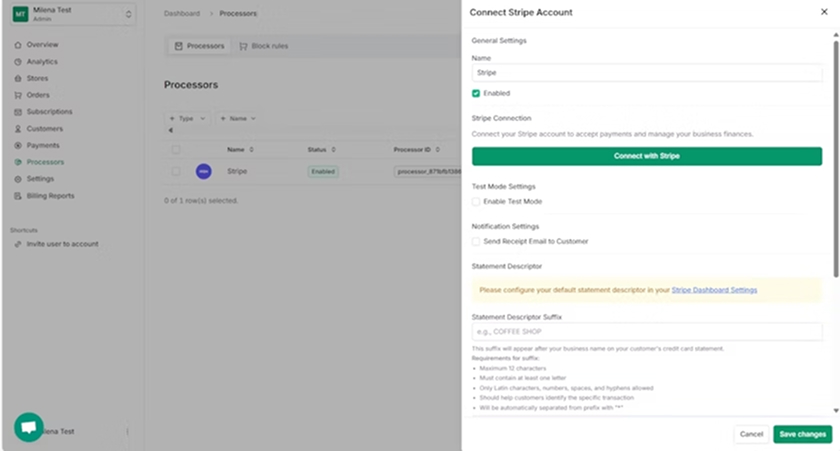 MT
Milena Test
Admin
Overview
Analytics
Stores
Orders
Subscriptions
Customers
Payments
Processors
Settings
Billing Reports
Shortcuts
Invite user to account
Milena Test
Dashboard > Processors
Processors
Block rules
Processors
+ Type
+ Name
Name
Status
Processor ID
Stripe
Enabled
0 of 1 row(s) selected.
Connect Stripe Account
General Settings
Name
Stripe
Enabled
Stripe Connection
Connect your Stripe account to accept payments and manage your business finances.
Connect with Stripe
Test Mode Settings
Enable Test Mode
Notification Settings
Send Receipt Email to Customer
Statement Descriptor
Please configure your default statement descriptor in your Stripe Dashboard Settings
Statement Descriptor Suffix
e.g., COFFEE SHOP
This suffix will appear after your business name on your customer's credit card statement.
Requirements for suffix:
• Maximum 12 characters
• Must contain at least one letter
• Only Latin characters, numbers, spaces, and hyphens allowed
• Should help customers identify the specific transaction
• Will be automatically separated from prefix with "*"
Cancel
Save changes